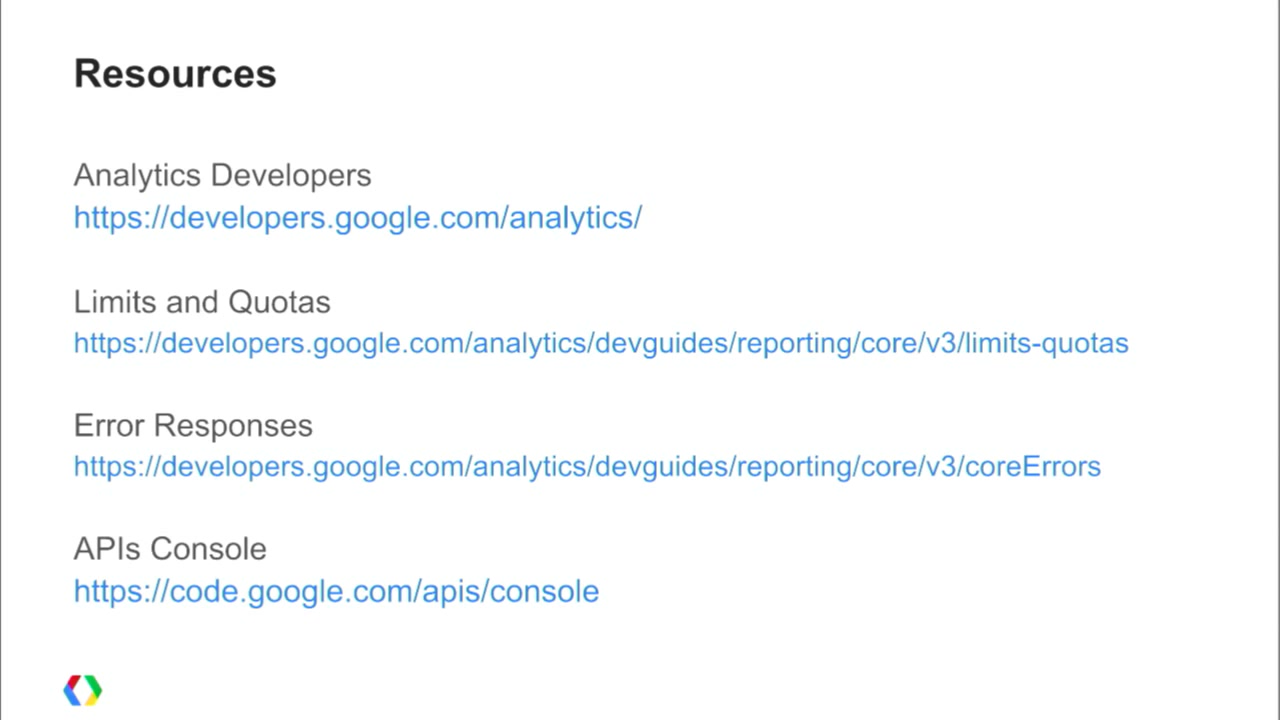 Resources
Analytics Developers
https://developers.google.com/analytics/
Limits and Quotas
https://developers.google.com/analytics/devguides/reporting/core/v3/limits-quotas
Error Responses
https://developers.google.com/analytics/devguides/reporting/core/v3/coreErrors
APIs Console
https://code.google.com/apis/console